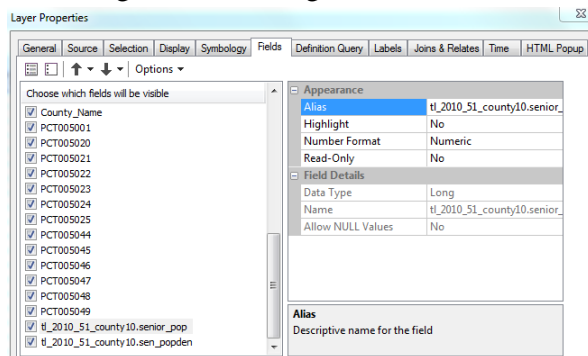 Layer Properties
General Source Selection Display Symbology Fields Definition Query Labels Joins & Relates Time HTML Popup
Options
Choose which fields will be visible
County_Name
PCT005001
PCT005020
PCT005021
PCT005022
PCT005023
PCT005024
PCT005025
PCT005044
PCT005045
PCT005046
PCT005047
PCT005048
PCT005049
tl_2010_51_county10.senior_pop
tl_2010_51_county10.sen_popden
Appearance
Alias tl_2010_51_county10.senior_
Highlight No
Number Format Numeric
Read-Only No
Field Details
Data Type Long
Name tl_2010_51_county10.senior_
Allow NULL Values No
Alias
Descriptive name for the field